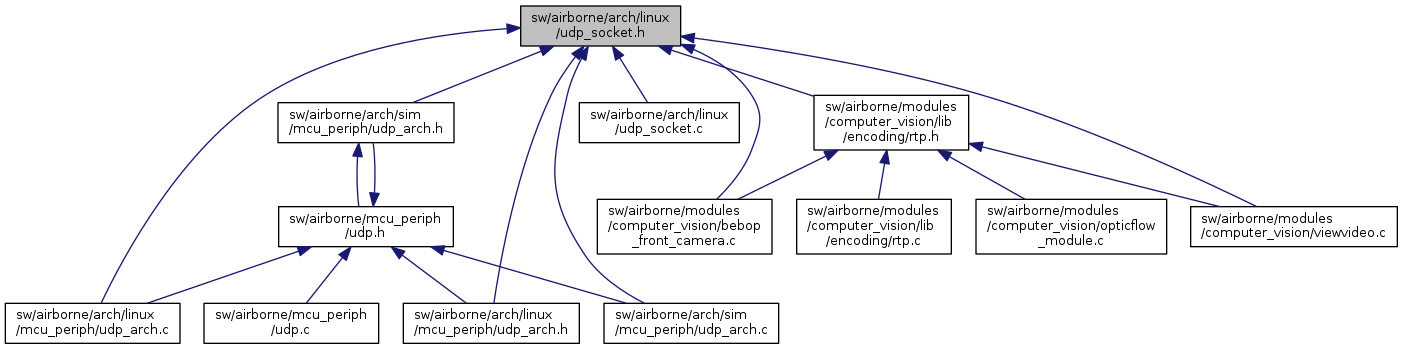 sw/airborne/arch/linux
/udp_socket.h
sw/airborne/arch/sim
/mcu_periph/udp_arch.h
sw/airborne/arch/linux
/udp_socket.c
sw/airborne/modules
/computer_vision/lib
/encoding/rtp.h
sw/airborne/mcu_periph
/udp.h
sw/airborne/modules
/computer_vision/bebop
_front_camera.c
sw/airborne/modules
/computer_vision/lib
/encoding/rtp.c
sw/airborne/modules
/computer_vision/opticflow
_module.c
sw/airborne/modules
/computer_vision/viewvideo.c
sw/airborne/arch/linux
/mcu_periph/udp_arch.c
sw/airborne/mcu_periph
/udp.c
sw/airborne/arch/linux
/mcu_periph/udp_arch.h
sw/airborne/arch/sim
/mcu_periph/udp_arch.c